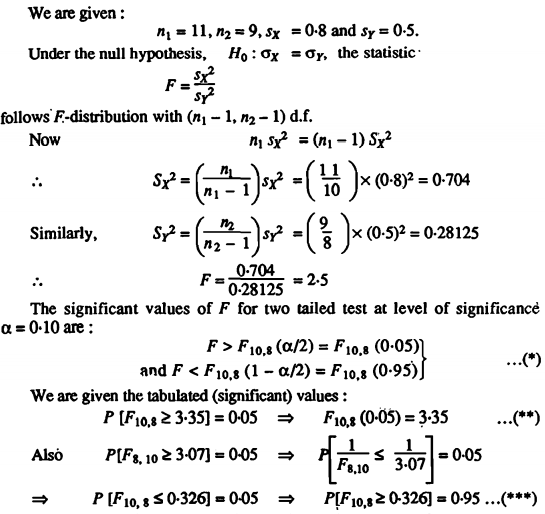 We are given :
n₁ = 11, n₂ = 9, s_X = 0·8 and s_Y = 0·5.
Under the null hypothesis, H₀ : σ_X = σ_Y, the statistic
F = s_X² / s_Y²
follows F-distribution with (n₁ – 1, n₂ – 1) d.f.
Now n₁ s_X² = (n₁ – 1) S_X²
∴ S_X² = (n₁ / (n₁ – 1)) s_X² = (11 / 10) × (0·8)² = 0·704
Similarly, S_Y² = (n₂ / (n₂ – 1)) s_Y² = (9 / 8) × (0·5)² = 0·28125
∴ F = 0·704 / 0·28125 = 2·5
The significant values of F for two tailed test at level of significance
α = 0·10 are :
F > F₁₀,₈ (α/2) = F₁₀,₈ (0·05)
and F < F₁₀,₈ (1 – α/2) = F₁₀,₈ (0·95) } ...(*)
We are given the tabulated (significant) values :
P [F₁₀,₈ ≥ 3·35] = 0·05 ⇒ F₁₀,₈ (0·05) = 3·35 ...(**)
Also P[F₈,₁₀ ≥ 3·07] = 0·05 ⇒ P[1 / F₈,₁₀ ≤ 1 / 3·07] = 0·05
⇒ P [F₁₀,₈ ≤ 0·326] = 0·05 ⇒ P[F₁₀,₈ ≥ 0·326] = 0·95 ...(***)